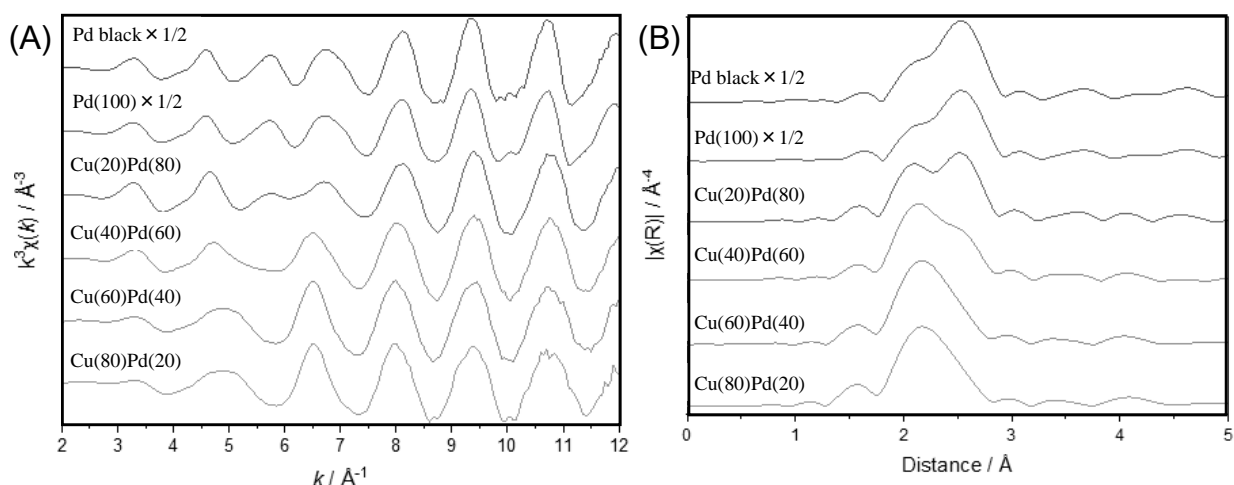 (A)
Pd black × 1/2
Pd(100) × 1/2
Cu(20)Pd(80)
Cu(40)Pd(60)
Cu(60)Pd(40)
Cu(80)Pd(20)
k³χ(k) / Å⁻³
2 3 4 5 6 7 8 9 10 11 12
k / Å⁻¹
(B)
Pd black × 1/2
Pd(100) × 1/2
Cu(20)Pd(80)
Cu(40)Pd(60)
Cu(60)Pd(40)
Cu(80)Pd(20)
|χ(R)| / Å⁻⁴
0 1 2 3 4 5
Distance / Å